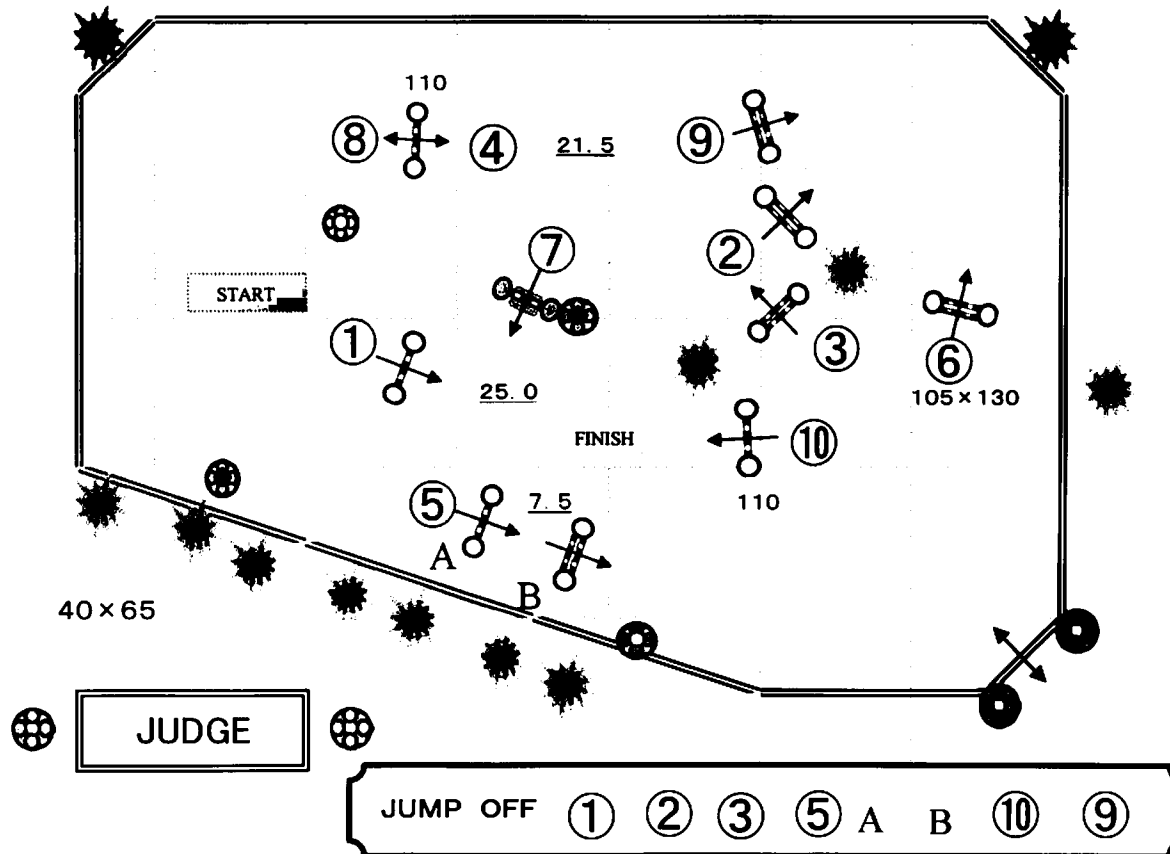 110
⑧ ④ 21.5 ⑨
②
⑦
START
①
③
⑥
25.0
105×130
FINISH
⑩
110
⑤ 7.5
A
B
40×65
JUDGE
JUMP OFF ① ② ③ ⑤ A B ⑩ ⑨